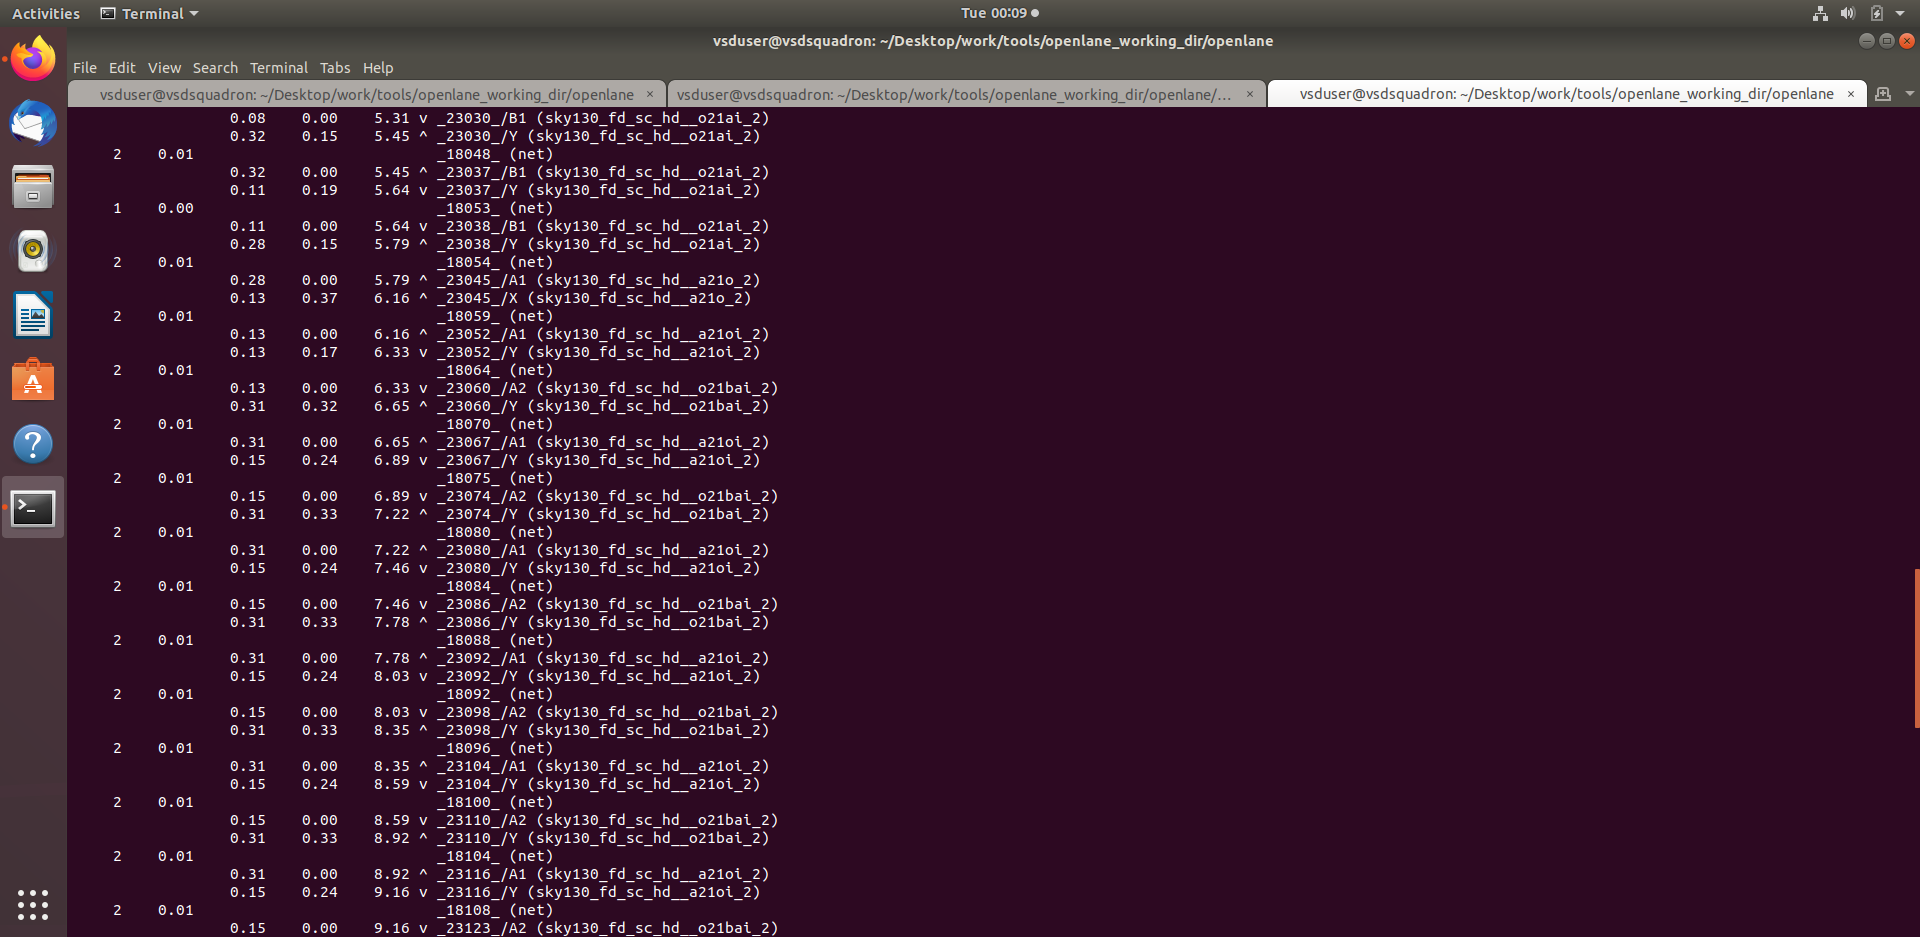 Activities Terminal Tue 00:09
vsduser@vsdsquadron: ~/Desktop/work/tools/openlane_working_dir/openlane
File Edit View Search Terminal Tabs Help
vsduser@vsdsquadron: ~/Desktop/work/tools/openlane_working_dir/openlane × vsduser@vsdsquadron: ~/Desktop/work/tools/openlane_working_dir/openlane/... × vsduser@vsdsquadron: ~/Desktop/work/tools/openlane_working_dir/openlane ×
0.08 0.00 5.31 v _23030_/B1 (sky130_fd_sc_hd__o21ai_2)
0.32 0.15 5.45 ^ _23030_/Y (sky130_fd_sc_hd__o21ai_2)
2 0.01 _18048_ (net)
0.32 0.00 5.45 ^ _23037_/B1 (sky130_fd_sc_hd__o21ai_2)
0.11 0.19 5.64 v _23037_/Y (sky130_fd_sc_hd__o21ai_2)
1 0.00 _18053_ (net)
0.11 0.00 5.64 v _23038_/B1 (sky130_fd_sc_hd__o21ai_2)
0.28 0.15 5.79 ^ _23038_/Y (sky130_fd_sc_hd__o21ai_2)
2 0.01 _18054_ (net)
0.28 0.00 5.79 ^ _23045_/A1 (sky130_fd_sc_hd__a21o_2)
0.13 0.37 6.16 ^ _23045_/X (sky130_fd_sc_hd__a21o_2)
2 0.01 _18059_ (net)
0.13 0.00 6.16 ^ _23052_/A1 (sky130_fd_sc_hd__a21oi_2)
0.13 0.17 6.33 v _23052_/Y (sky130_fd_sc_hd__a21oi_2)
2 0.01 _18064_ (net)
0.13 0.00 6.33 v _23060_/A2 (sky130_fd_sc_hd__o21bai_2)
0.31 0.32 6.65 ^ _23060_/Y (sky130_fd_sc_hd__o21bai_2)
2 0.01 _18070_ (net)
0.31 0.00 6.65 ^ _23067_/A1 (sky130_fd_sc_hd__a21oi_2)
0.15 0.24 6.89 v _23067_/Y (sky130_fd_sc_hd__a21oi_2)
2 0.01 _18075_ (net)
0.15 0.00 6.89 v _23074_/A2 (sky130_fd_sc_hd__o21bai_2)
0.31 0.33 7.22 ^ _23074_/Y (sky130_fd_sc_hd__o21bai_2)
2 0.01 _18080_ (net)
0.31 0.00 7.22 ^ _23080_/A1 (sky130_fd_sc_hd__a21oi_2)
0.15 0.24 7.46 v _23080_/Y (sky130_fd_sc_hd__a21oi_2)
2 0.01 _18084_ (net)
0.15 0.00 7.46 v _23086_/A2 (sky130_fd_sc_hd__o21bai_2)
0.31 0.33 7.78 ^ _23086_/Y (sky130_fd_sc_hd__o21bai_2)
2 0.01 _18088_ (net)
0.31 0.00 7.78 ^ _23092_/A1 (sky130_fd_sc_hd__a21oi_2)
0.15 0.24 8.03 v _23092_/Y (sky130_fd_sc_hd__a21oi_2)
2 0.01 _18092_ (net)
0.15 0.00 8.03 v _23098_/A2 (sky130_fd_sc_hd__o21bai_2)
0.31 0.33 8.35 ^ _23098_/Y (sky130_fd_sc_hd__o21bai_2)
2 0.01 _18096_ (net)
0.31 0.00 8.35 ^ _23104_/A1 (sky130_fd_sc_hd__a21oi_2)
0.15 0.24 8.59 v _23104_/Y (sky130_fd_sc_hd__a21oi_2)
2 0.01 _18100_ (net)
0.15 0.00 8.59 v _23110_/A2 (sky130_fd_sc_hd__o21bai_2)
0.31 0.33 8.92 ^ _23110_/Y (sky130_fd_sc_hd__o21bai_2)
2 0.01 _18104_ (net)
0.31 0.00 8.92 ^ _23116_/A1 (sky130_fd_sc_hd__a21oi_2)
0.15 0.24 9.16 v _23116_/Y (sky130_fd_sc_hd__a21oi_2)
2 0.01 _18108_ (net)
0.15 0.00 9.16 v _23123_/A2 (sky130_fd_sc_hd__o21bai_2)